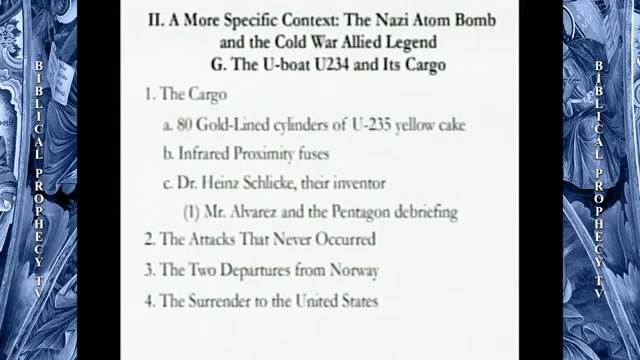 II. A More Specific Context: The Nazi Atom Bomb
and the Cold War Allied Legend
G. The U-boat U234 and Its Cargo
1. The Cargo
a. 80 Gold-Lined cylinders of U-235 yellow cake
b. Infrared Proximity fuses
c. Dr. Heinz Schlicke, their inventor
(1) Mr. Alvarez and the Pentagon debriefing
2. The Attacks That Never Occurred
3. The Two Departures from Norway
4. The Surrender to the United States
BIBLICAL PROPHECY TV
BIBLICAL PROPHECY TV